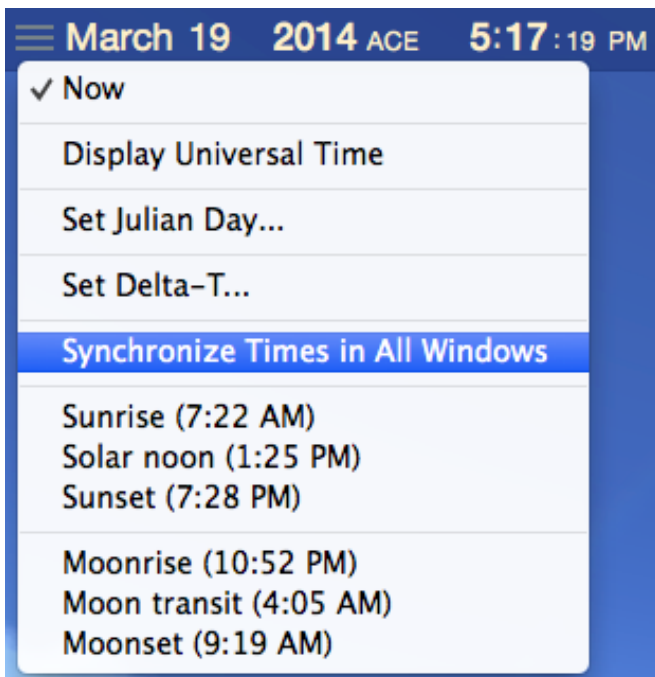 March 19 2014 ACE 5:17:19 PM
Now
Display Universal Time
Set Julian Day...
Set Delta-T...
Synchronize Times in All Windows
Sunrise (7:22 AM)
Solar noon (1:25 PM)
Sunset (7:28 PM)
Moonrise (10:52 PM)
Moon transit (4:05 AM)
Moonset (9:19 AM)